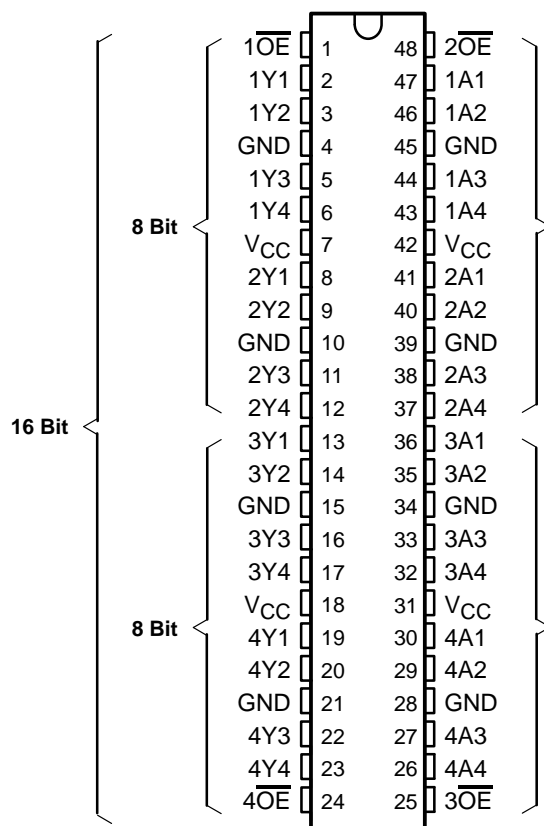 1O̅E̅ 1 48 2O̅E̅
1Y1 2 47 1A1
1Y2 3 46 1A2
GND 4 45 GND
1Y3 5 44 1A3
1Y4 6 43 1A4
8 Bit
VCC 7 42 VCC
2Y1 8 41 2A1
2Y2 9 40 2A2
GND 10 39 GND
2Y3 11 38 2A3
2Y4 12 37 2A4
16 Bit
3Y1 13 36 3A1
3Y2 14 35 3A2
GND 15 34 GND
3Y3 16 33 3A3
3Y4 17 32 3A4
VCC 18 31 VCC
8 Bit
4Y1 19 30 4A1
4Y2 20 29 4A2
GND 21 28 GND
4Y3 22 27 4A3
4Y4 23 26 4A4
4O̅E̅ 24 25 3O̅E̅